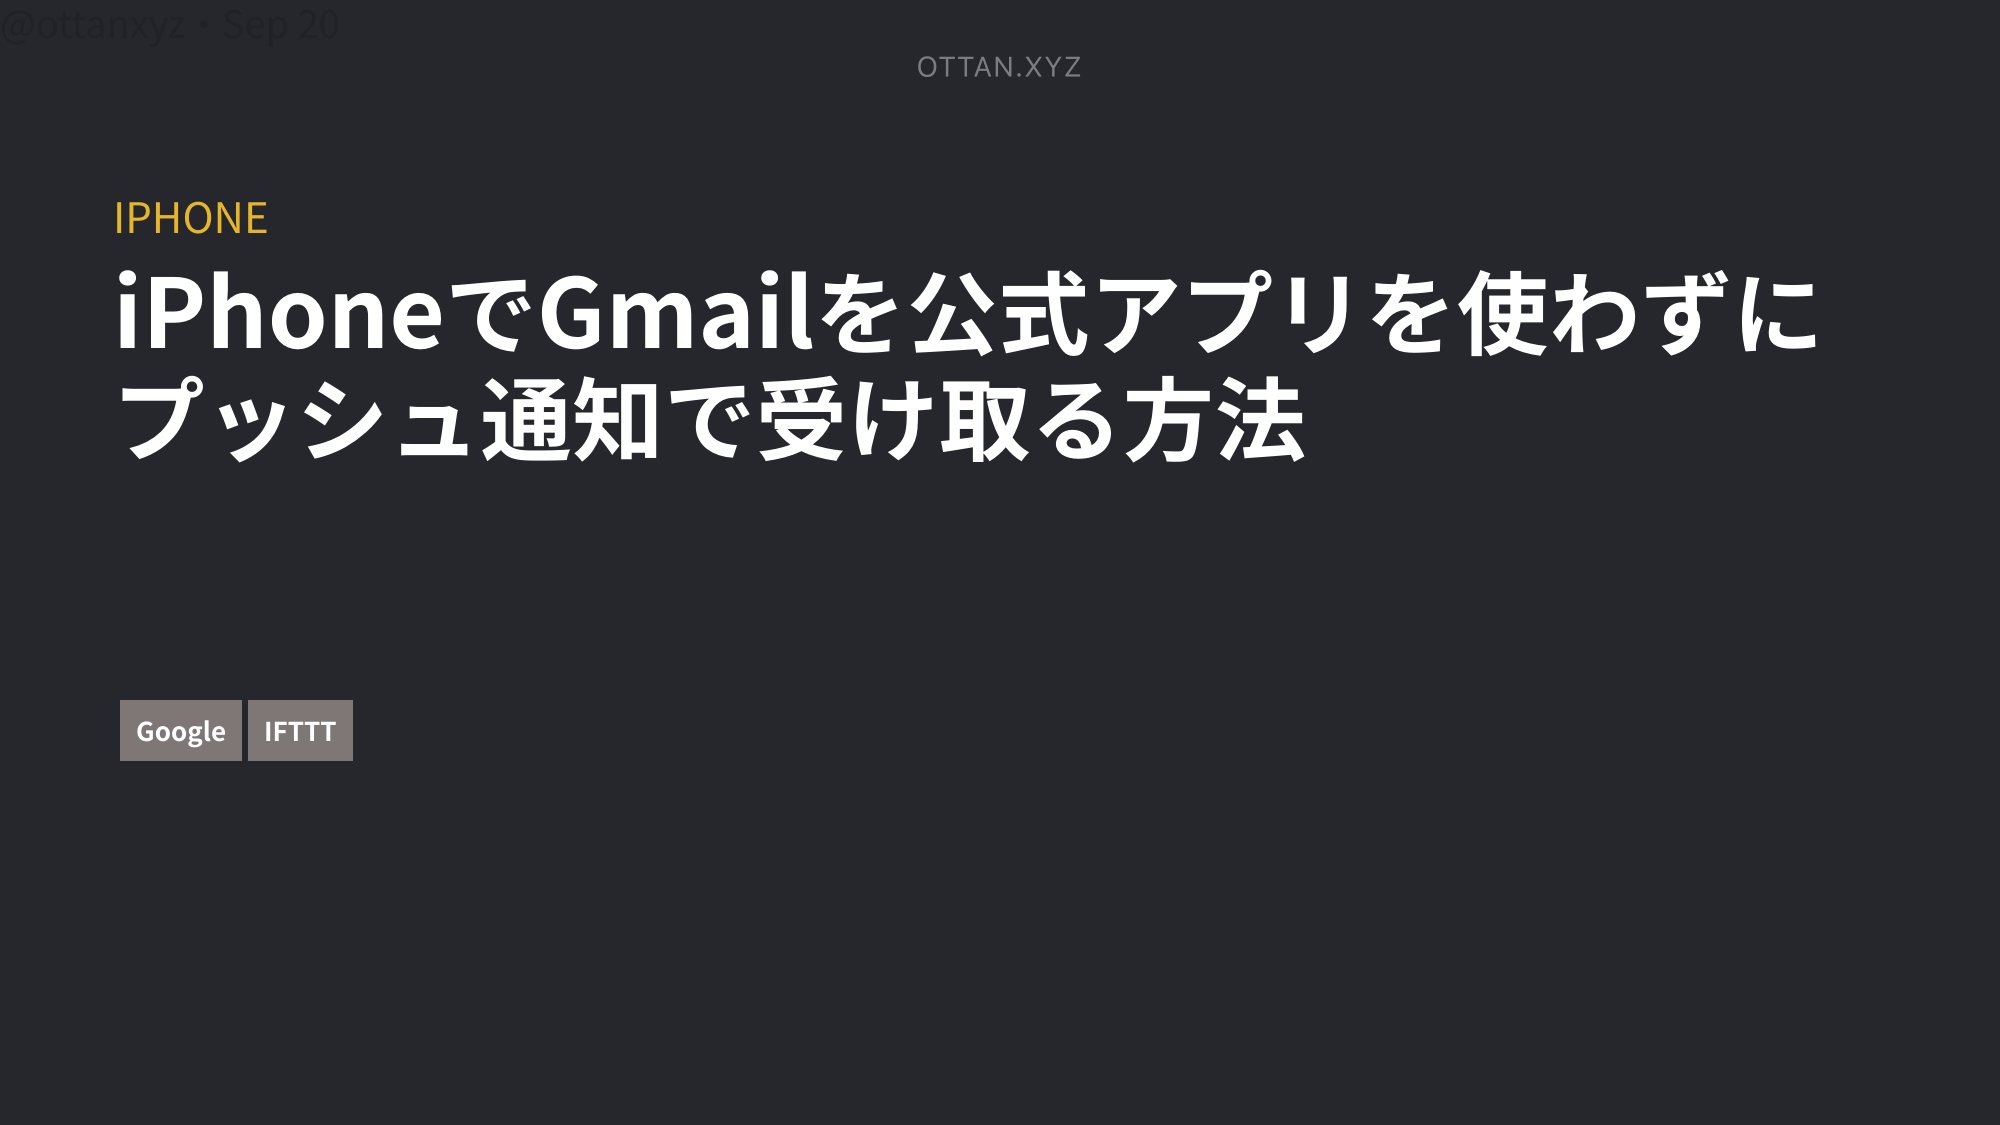 @ottanxyz・Sep 20
OTTAN.XYZ
IPHONE
iPhoneでGmailを公式アプリを使わずに
プッシュ通知で受け取る方法
Google
IFTTT